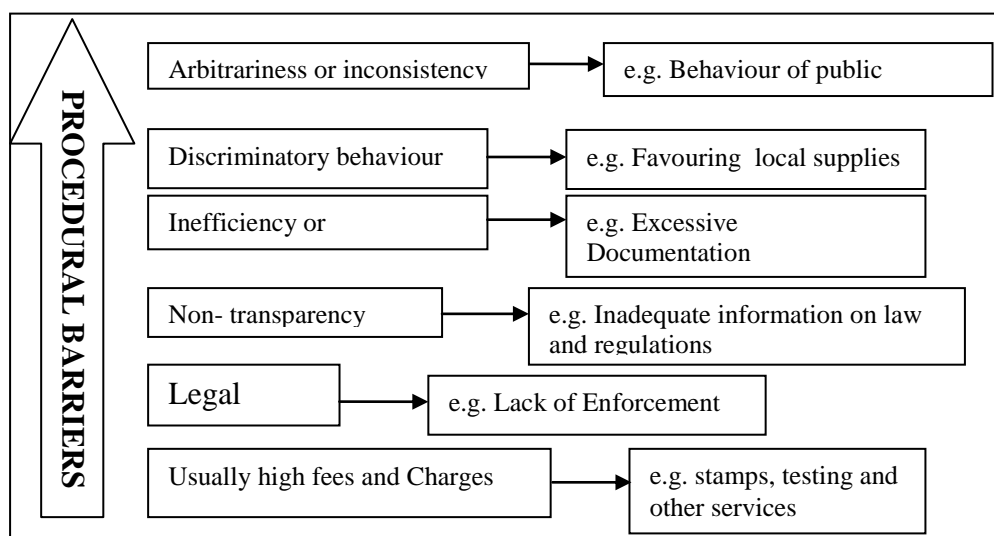 PROCEDURAL BARRIERS
Arbitrariness or inconsistency
e.g. Behaviour of public
Discriminatory behaviour
e.g. Favouring local supplies
Inefficiency or
e.g. Excessive
Documentation
Non- transparency
e.g. Inadequate information on law
and regulations
Legal
e.g. Lack of Enforcement
Usually high fees and Charges
e.g. stamps, testing and
other services